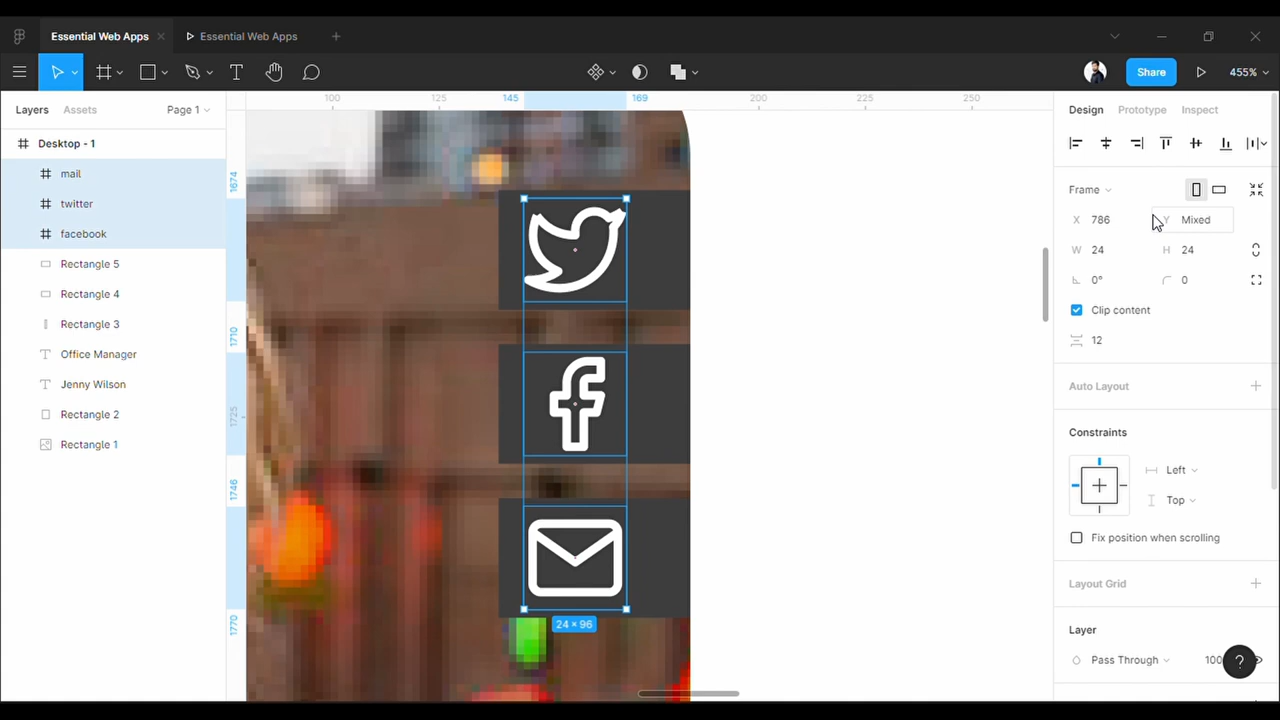 Essential Web Apps
Essential Web Apps
Share
455%
Layers
Assets
Page 1
100
125
145
169
200
225
250
Design
Prototype
Inspect
Desktop - 1
mail
twitter
facebook
Rectangle 5
Rectangle 4
Rectangle 3
Office Manager
Jenny Wilson
Rectangle 2
Rectangle 1
1674
1710
1725
1746
1770
24 × 96
Frame
X 786
Y Mixed
W 24
H 24
0°
0
Clip content
12
Auto Layout
Constraints
Left
Top
Fix position when scrolling
Layout Grid
Layer
Pass Through
100
?